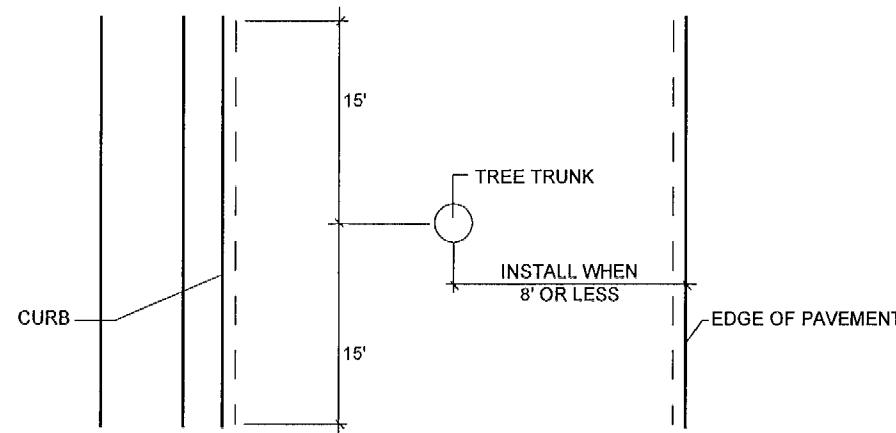 15'
TREE TRUNK
INSTALL WHEN
8' OR LESS
CURB
EDGE OF PAVEMENT
15'